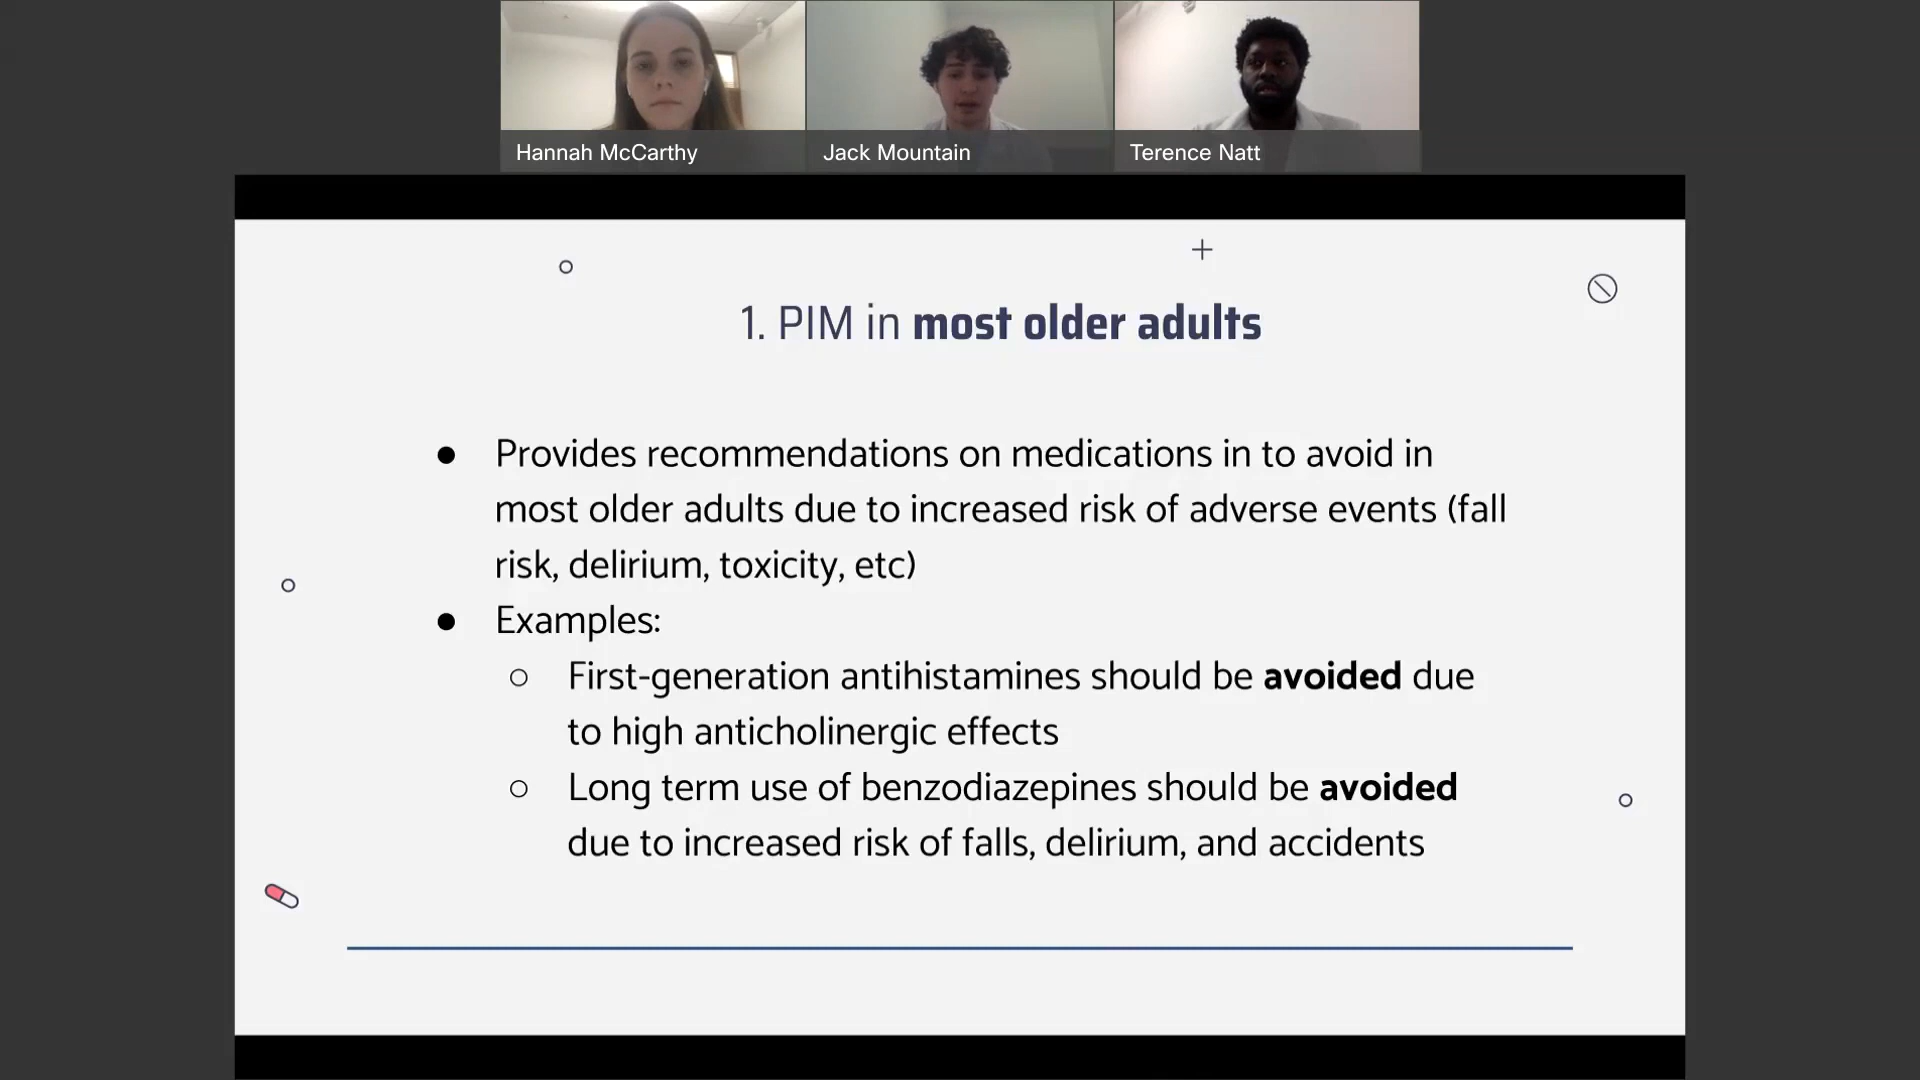 Hannah McCarthy
Jack Mountain
Terence Natt
1. PIM in most older adults
● Provides recommendations on medications in to avoid in
most older adults due to increased risk of adverse events (fall
risk, delirium, toxicity, etc)
● Examples:
○ First-generation antihistamines should be avoided due
to high anticholinergic effects
○ Long term use of benzodiazepines should be avoided
due to increased risk of falls, delirium, and accidents